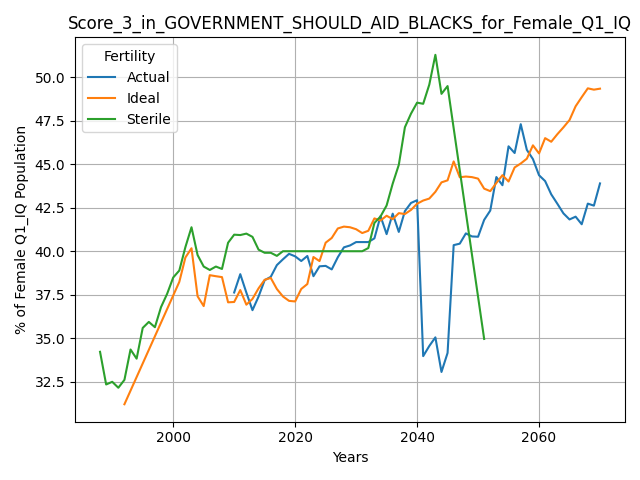 Score_3_in_GOVERNMENT_SHOULD_AID_BLACKS_for_Female_Q1_IQ
Fertility
Actual
Ideal
Sterile
% of Female Q1_IQ Population
50.0
47.5
45.0
42.5
40.0
37.5
35.0
32.5
2000
2020
2040
2060
Years